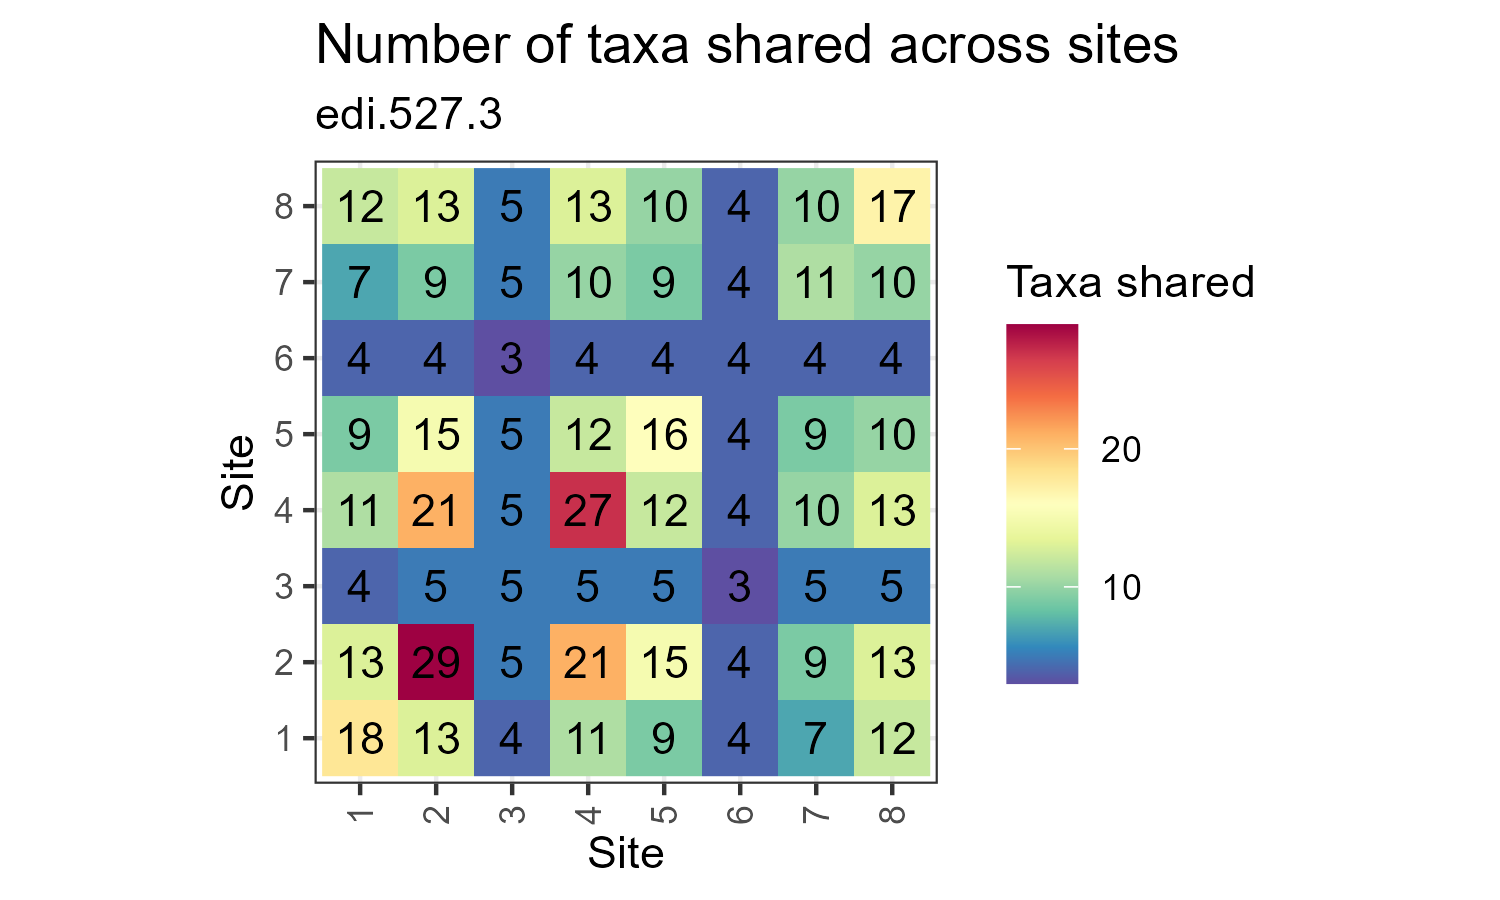 Number of taxa shared across sites
edi.527.3
8 12 13 5 13 10 4 10 17
7 7 9 5 10 9 4 11 10
6 4 4 3 4 4 4 4 4
5 9 15 5 12 16 4 9 10
4 11 21 5 27 12 4 10 13
3 4 5 5 5 5 3 5 5
2 13 29 5 21 15 4 9 13
1 18 13 4 11 9 4 7 12
1 2 3 4 5 6 7 8
Site
Site
Taxa shared
20
10